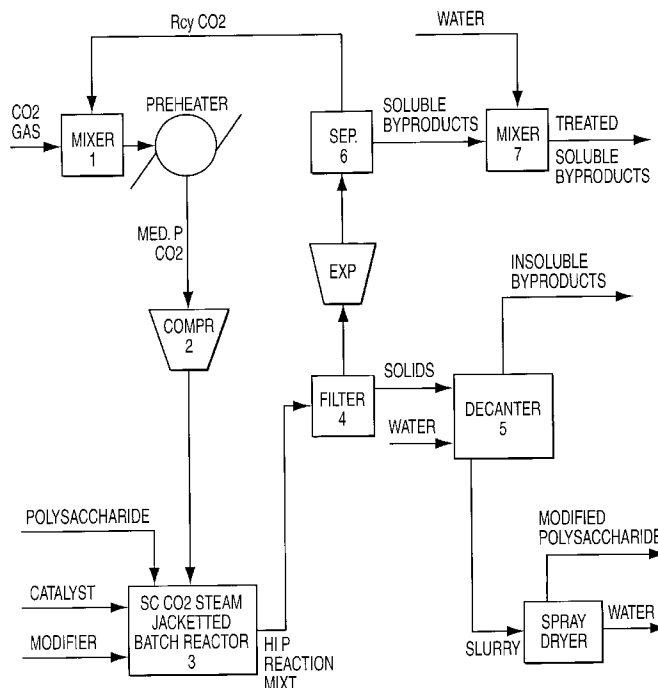 Rcy CO2
WATER
CO2
GAS
MIXER
1
PREHEATER
SEP.
6
SOLUBLE
BYPRODUCTS
MIXER
7
TREATED
SOLUBLE
BYPRODUCTS
MED. P
CO2
EXP
INSOLUBLE
BYPRODUCTS
COMPR
2
FILTER
4
SOLIDS
WATER
DECANTER
5
POLYSACCHARIDE
CATALYST
MODIFIER
SC CO2 STEAM
JACKETTED
BATCH REACTOR
3
HI P
REACTION
MIXT
SLURRY
MODIFIED
POLYSACCHARIDE
SPRAY
DRYER
WATER